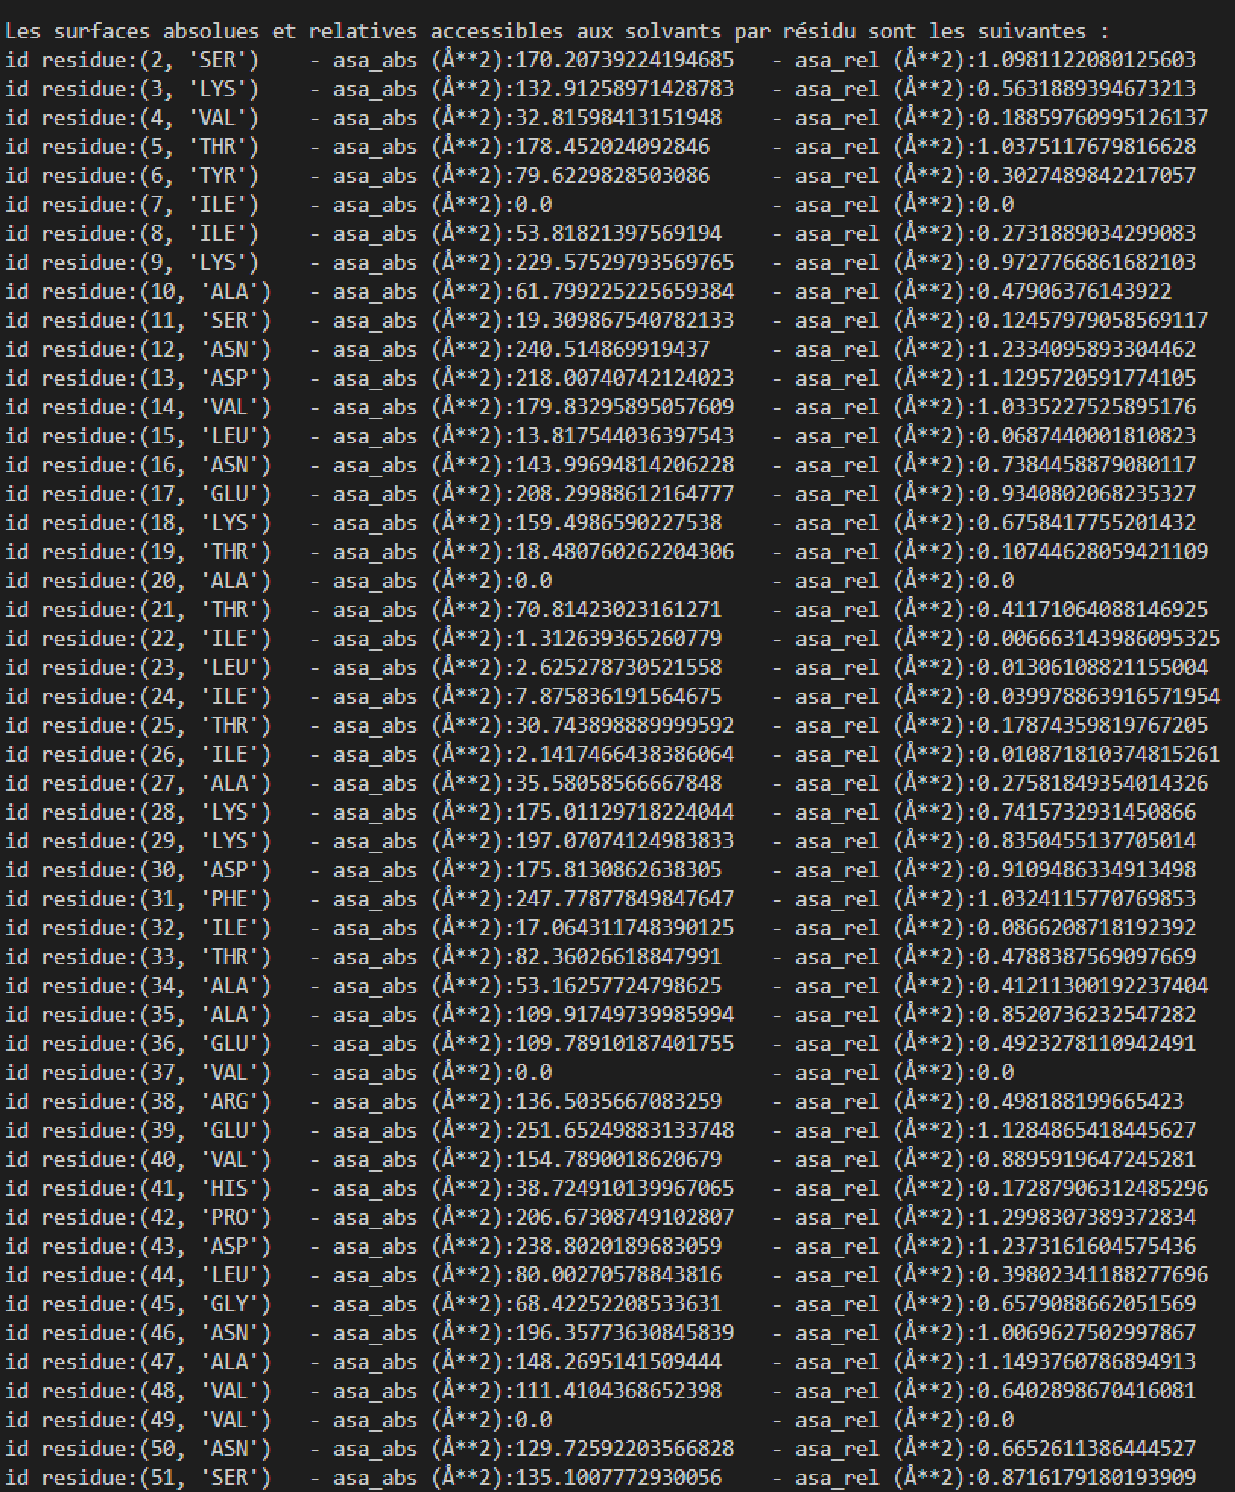 Les surfaces absolues et relatives accessibles aux solvants par résidu sont les suivantes :
id residue:(2, 'SER')    - asa_abs (Å**2):170.20739224194685   - asa_rel (Å**2):1.0981122080125603
id residue:(3, 'LYS')    - asa_abs (Å**2):132.91258971428783   - asa_rel (Å**2):0.5631889394673213
id residue:(4, 'VAL')    - asa_abs (Å**2):32.81598413151948    - asa_rel (Å**2):0.18859760995126137
id residue:(5, 'THR')    - asa_abs (Å**2):178.452024092846     - asa_rel (Å**2):1.0375117679816628
id residue:(6, 'TYR')    - asa_abs (Å**2):79.6229828503086     - asa_rel (Å**2):0.3027489842217057
id residue:(7, 'ILE')    - asa_abs (Å**2):0.0                  - asa_rel (Å**2):0.0
id residue:(8, 'ILE')    - asa_abs (Å**2):53.81821397569194    - asa_rel (Å**2):0.2731889034299083
id residue:(9, 'LYS')    - asa_abs (Å**2):229.57529793569765   - asa_rel (Å**2):0.9727766861682103
id residue:(10, 'ALA')   - asa_abs (Å**2):61.799225225659384   - asa_rel (Å**2):0.47906376143922
id residue:(11, 'SER')   - asa_abs (Å**2):19.309867540782133   - asa_rel (Å**2):0.12457979058569117
id residue:(12, 'ASN')   - asa_abs (Å**2):240.514869919437     - asa_rel (Å**2):1.2334095893304462
id residue:(13, 'ASP')   - asa_abs (Å**2):218.00740742124023   - asa_rel (Å**2):1.1295720591774105
id residue:(14, 'VAL')   - asa_abs (Å**2):179.83295895057609   - asa_rel (Å**2):1.0335227525895176
id residue:(15, 'LEU')   - asa_abs (Å**2):13.817544036397543   - asa_rel (Å**2):0.0687440001810823
id residue:(16, 'ASN')   - asa_abs (Å**2):143.99694814206228   - asa_rel (Å**2):0.7384458879080117
id residue:(17, 'GLU')   - asa_abs (Å**2):208.29988612164777   - asa_rel (Å**2):0.9340802068235327
id residue:(18, 'LYS')   - asa_abs (Å**2):159.4986590227538    - asa_rel (Å**2):0.6758417755201432
id residue:(19, 'THR')   - asa_abs (Å**2):18.480760262204306   - asa_rel (Å**2):0.10744628059421109
id residue:(20, 'ALA')   - asa_abs (Å**2):0.0                  - asa_rel (Å**2):0.0
id residue:(21, 'THR')   - asa_abs (Å**2):70.81423023161271    - asa_rel (Å**2):0.41171064088146925
id residue:(22, 'ILE')   - asa_abs (Å**2):1.312639365260779    - asa_rel (Å**2):0.006663143986095325
id residue:(23, 'LEU')   - asa_abs (Å**2):2.625278730521558    - asa_rel (Å**2):0.01306108821155004
id residue:(24, 'ILE')   - asa_abs (Å**2):7.875836191564675    - asa_rel (Å**2):0.039978863916571954
id residue:(25, 'THR')   - asa_abs (Å**2):30.743898889999592   - asa_rel (Å**2):0.17874359819767205
id residue:(26, 'ILE')   - asa_abs (Å**2):2.1417466438386064   - asa_rel (Å**2):0.010871810374815261
id residue:(27, 'ALA')   - asa_abs (Å**2):35.58058566667848    - asa_rel (Å**2):0.27581849354014326
id residue:(28, 'LYS')   - asa_abs (Å**2):175.01129718224044   - asa_rel (Å**2):0.7415732931450866
id residue:(29, 'LYS')   - asa_abs (Å**2):197.07074124983833   - asa_rel (Å**2):0.8350455137705014
id residue:(30, 'ASP')   - asa_abs (Å**2):175.8130862638305    - asa_rel (Å**2):0.9109486334913498
id residue:(31, 'PHE')   - asa_abs (Å**2):247.77877849847647   - asa_rel (Å**2):1.0324115770769853
id residue:(32, 'ILE')   - asa_abs (Å**2):17.064311748390125   - asa_rel (Å**2):0.0866208718192392
id residue:(33, 'THR')   - asa_abs (Å**2):82.36026618847991    - asa_rel (Å**2):0.4788387569097669
id residue:(34, 'ALA')   - asa_abs (Å**2):53.16257724798625    - asa_rel (Å**2):0.41211300192237404
id residue:(35, 'ALA')   - asa_abs (Å**2):109.91749739985994   - asa_rel (Å**2):0.8520736232547282
id residue:(36, 'GLU')   - asa_abs (Å**2):109.78910187401755   - asa_rel (Å**2):0.4923278110942491
id residue:(37, 'VAL')   - asa_abs (Å**2):0.0                  - asa_rel (Å**2):0.0
id residue:(38, 'ARG')   - asa_abs (Å**2):136.5035667083259    - asa_rel (Å**2):0.498188199665423
id residue:(39, 'GLU')   - asa_abs (Å**2):251.65249883133748   - asa_rel (Å**2):1.1284865418445627
id residue:(40, 'VAL')   - asa_abs (Å**2):154.7890018620679    - asa_rel (Å**2):0.8895919647245281
id residue:(41, 'HIS')   - asa_abs (Å**2):38.724910139967065   - asa_rel (Å**2):0.17287906312485296
id residue:(42, 'PRO')   - asa_abs (Å**2):206.67308749102807   - asa_rel (Å**2):1.2998307389372834
id residue:(43, 'ASP')   - asa_abs (Å**2):238.8020189683059    - asa_rel (Å**2):1.2373161604575436
id residue:(44, 'LEU')   - asa_abs (Å**2):80.00270578843816    - asa_rel (Å**2):0.39802341188277696
id residue:(45, 'GLY')   - asa_abs (Å**2):68.42252208533631    - asa_rel (Å**2):0.6579088662051569
id residue:(46, 'ASN')   - asa_abs (Å**2):196.35773630845839   - asa_rel (Å**2):1.0069627502997867
id residue:(47, 'ALA')   - asa_abs (Å**2):148.2695141509444    - asa_rel (Å**2):1.1493760786894913
id residue:(48, 'VAL')   - asa_abs (Å**2):111.4104368652398    - asa_rel (Å**2):0.6402898670416081
id residue:(49, 'VAL')   - asa_abs (Å**2):0.0                  - asa_rel (Å**2):0.0
id residue:(50, 'ASN')   - asa_abs (Å**2):129.72592203566828   - asa_rel (Å**2):0.6652611386444527
id residue:(51, 'SER')   - asa_abs (Å**2):135.1007772930056    - asa_rel (Å**2):0.8716179180193909